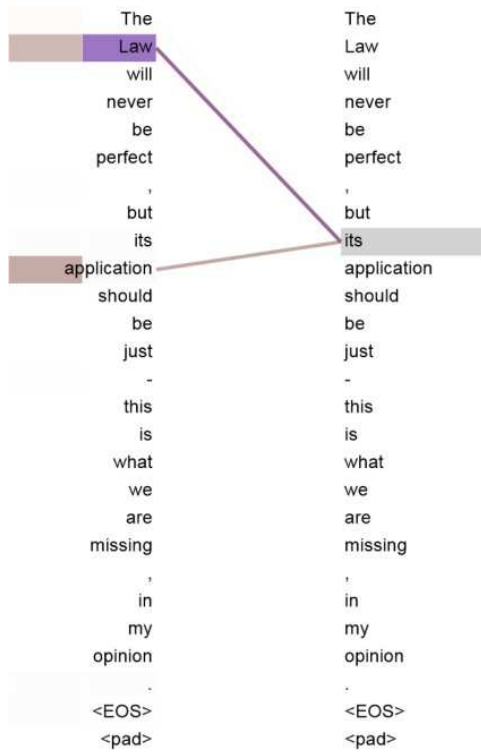 The The
Law Law
will will
never never
be be
perfect perfect
, ,
but but
its its
application application
should should
be be
just just
- -
this this
is is
what what
we we
are are
missing missing
, ,
in in
my my
opinion opinion
. .
<EOS> <EOS>
<pad> <pad>